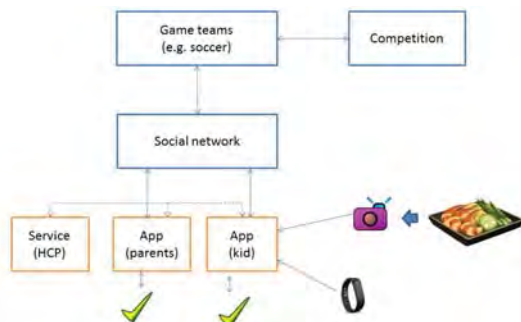 Game teams
(e.g. soccer)
Competition
Social network
Service
(HCP)
App
(parents)
App
(kid)